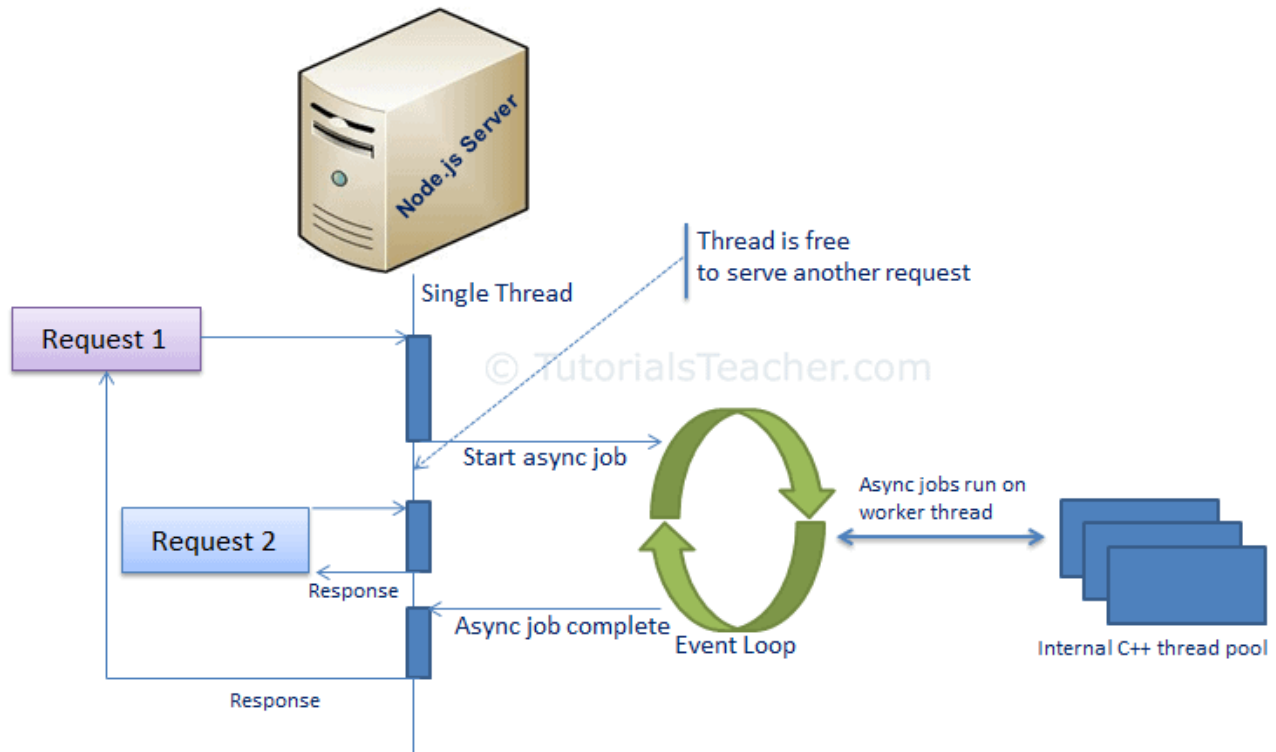 Node.js Server
Thread is free
to serve another request
Single Thread
Request 1
© TutorialsTeacher.com
Start async job
Async jobs run on
worker thread
Request 2
Response
Async job complete
Event Loop
Internal C++ thread pool
Response